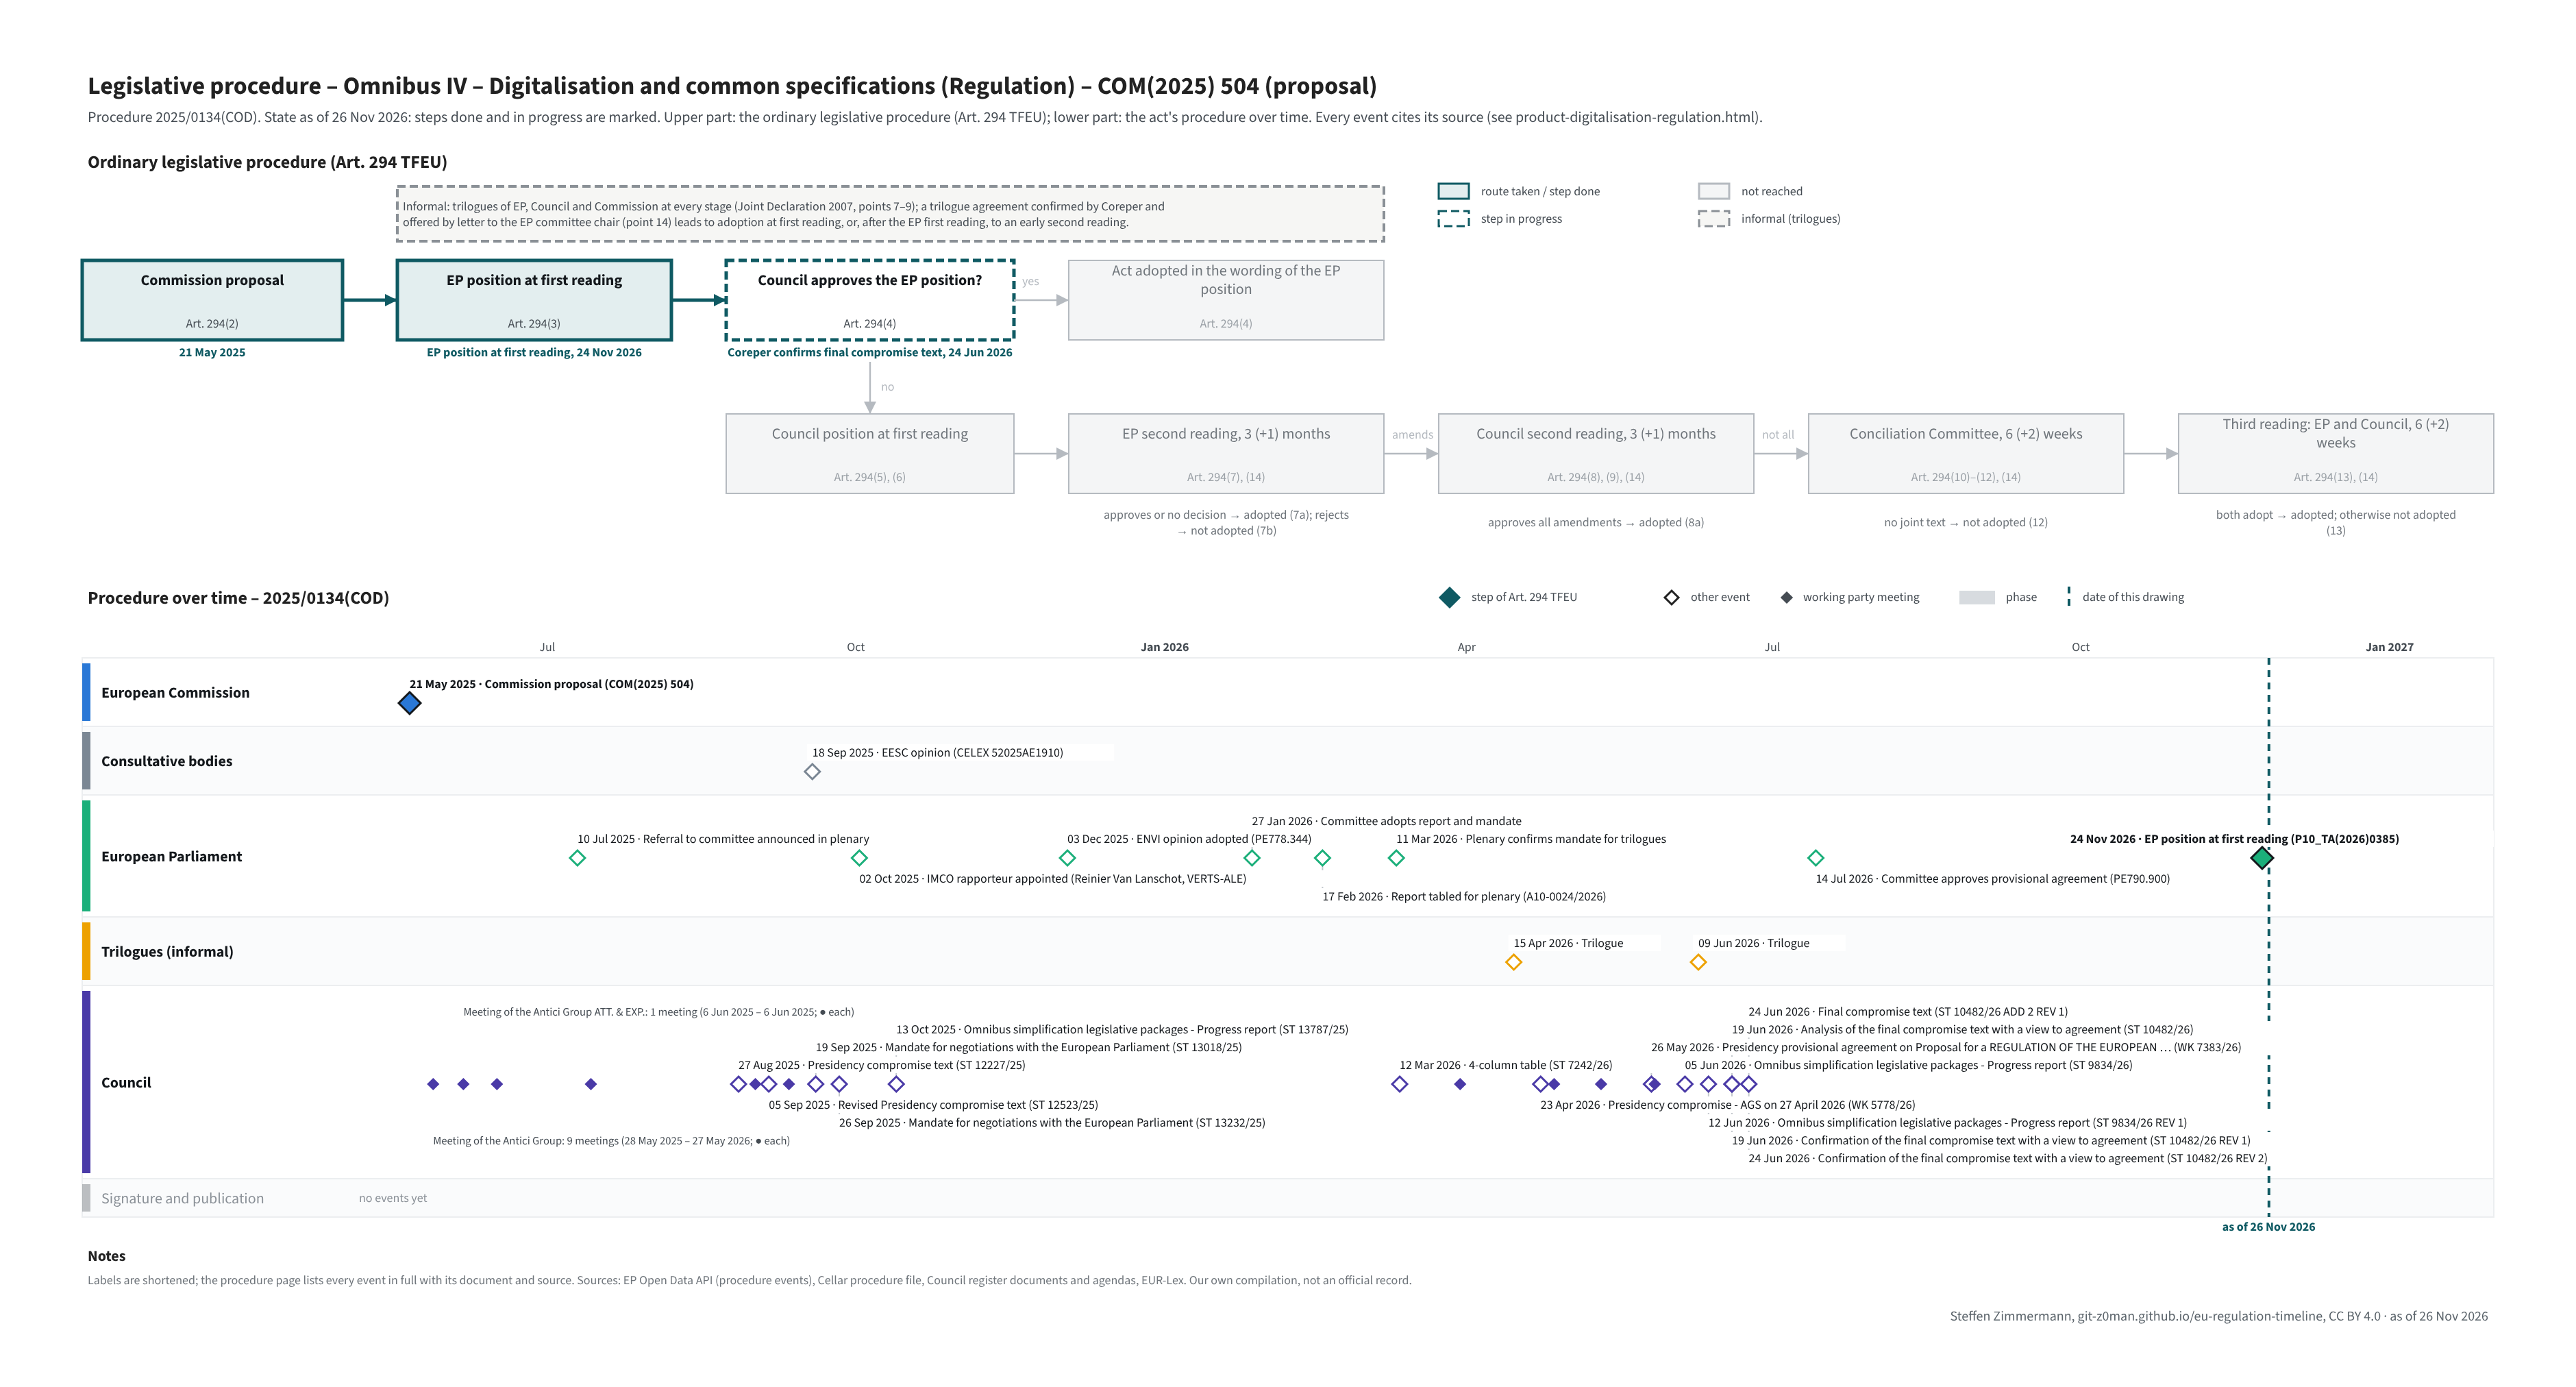 Legislative procedure – Omnibus IV – Digitalisation and common specifications (Regulation) – COM(2025) 504 (proposal)
Procedure 2025/0134(COD). State as of 26 Nov 2026: steps done and in progress are marked. Upper part: the ordinary legislative procedure (Art. 294 TFEU); lower part: the act's procedure over time. Every event cites its source (see product-digitalisation-regulation.html).
Ordinary legislative procedure (Art. 294 TFEU)
Informal: trilogues of EP, Council and Commission at every stage (Joint Declaration 2007, points 7–9); a trilogue agreement confirmed by Coreper and
offered by letter to the EP committee chair (point 14) leads to adoption at first reading, or, after the EP first reading, to an early second reading.
route taken / step done
not reached
step in progress
informal (trilogues)
Commission proposal
Art. 294(2)
21 May 2025
EP position at first reading
Art. 294(3)
EP position at first reading, 24 Nov 2026
Council approves the EP position?
Art. 294(4)
Coreper confirms final compromise text, 24 Jun 2026
yes
Act adopted in the wording of the EP
position
Art. 294(4)
no
Council position at first reading
Art. 294(5), (6)
EP second reading, 3 (+1) months
Art. 294(7), (14)
approves or no decision → adopted (7a); rejects
→ not adopted (7b)
amends
Council second reading, 3 (+1) months
Art. 294(8), (9), (14)
approves all amendments → adopted (8a)
not all
Conciliation Committee, 6 (+2) weeks
Art. 294(10)–(12), (14)
no joint text → not adopted (12)
Third reading: EP and Council, 6 (+2)
weeks
Art. 294(13), (14)
both adopt → adopted; otherwise not adopted
(13)
Procedure over time – 2025/0134(COD)
step of Art. 294 TFEU
other event
working party meeting
phase
date of this drawing
Jul
Oct
Jan 2026
Apr
Jul
Oct
Jan 2027
European Commission
21 May 2025 · Commission proposal (COM(2025) 504)
Consultative bodies
18 Sep 2025 · EESC opinion (CELEX 52025AE1910)
European Parliament
27 Jan 2026 · Committee adopts report and mandate
10 Jul 2025 · Referral to committee announced in plenary
03 Dec 2025 · ENVI opinion adopted (PE778.344)
11 Mar 2026 · Plenary confirms mandate for trilogues
24 Nov 2026 · EP position at first reading (P10_TA(2026)0385)
02 Oct 2025 · IMCO rapporteur appointed (Reinier Van Lanschot, VERTS-ALE)
14 Jul 2026 · Committee approves provisional agreement (PE790.900)
17 Feb 2026 · Report tabled for plenary (A10-0024/2026)
Trilogues (informal)
15 Apr 2026 · Trilogue
09 Jun 2026 · Trilogue
Council
Meeting of the Antici Group ATT. & EXP.: 1 meeting (6 Jun 2025 – 6 Jun 2025; ● each)
24 Jun 2026 · Final compromise text (ST 10482/26 ADD 2 REV 1)
13 Oct 2025 · Omnibus simplification legislative packages - Progress report (ST 13787/25)
19 Jun 2026 · Analysis of the final compromise text with a view to agreement (ST 10482/26)
19 Sep 2025 · Mandate for negotiations with the European Parliament (ST 13018/25)
26 May 2026 · Presidency provisional agreement on Proposal for a REGULATION OF THE EUROPEAN … (WK 7383/26)
27 Aug 2025 · Presidency compromise text (ST 12227/25)
12 Mar 2026 · 4-column table (ST 7242/26)
05 Jun 2026 · Omnibus simplification legislative packages - Progress report (ST 9834/26)
05 Sep 2025 · Revised Presidency compromise text (ST 12523/25)
23 Apr 2026 · Presidency compromise - AGS on 27 April 2026 (WK 5778/26)
26 Sep 2025 · Mandate for negotiations with the European Parliament (ST 13232/25)
12 Jun 2026 · Omnibus simplification legislative packages - Progress report (ST 9834/26 REV 1)
Meeting of the Antici Group: 9 meetings (28 May 2025 – 27 May 2026; ● each)
19 Jun 2026 · Confirmation of the final compromise text with a view to agreement (ST 10482/26 REV 1)
24 Jun 2026 · Confirmation of the final compromise text with a view to agreement (ST 10482/26 REV 2)
Signature and publication
no events yet
as of 26 Nov 2026
Notes
Labels are shortened; the procedure page lists every event in full with its document and source. Sources: EP Open Data API (procedure events), Cellar procedure file, Council register documents and agendas, EUR-Lex. Our own compilation, not an official record.
Steffen Zimmermann, git-z0man.github.io/eu-regulation-timeline, CC BY 4.0 · as of 26 Nov 2026